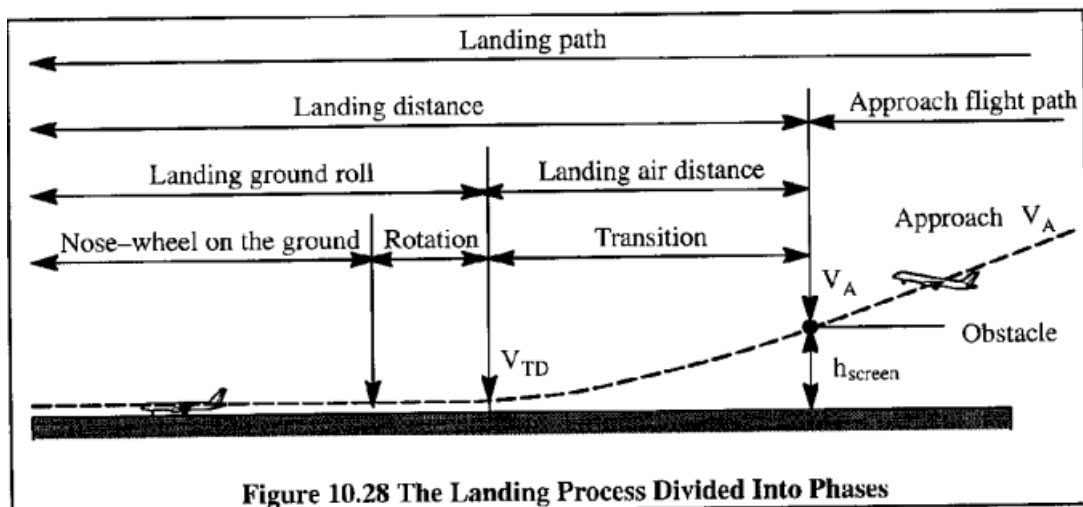 Landing path
Landing distance
Approach flight path
Landing ground roll
Landing air distance
Approach V_A
Nose–wheel on the ground
Rotation
Transition
V_A
Obstacle
V_TD
h_screen
Figure 10.28 The Landing Process Divided Into Phases